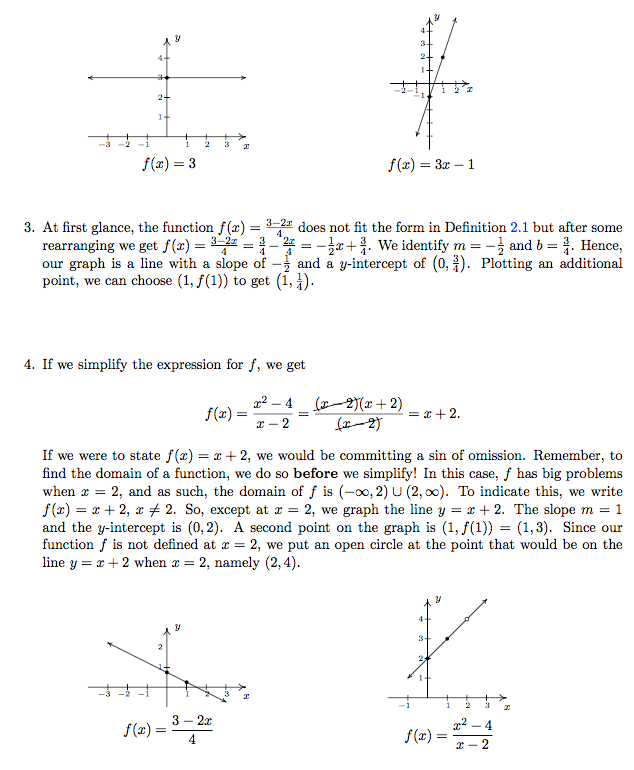 y
4
3
2
1
−3 −2 −1 1 2 3 x
f(x) = 3
y
4
3
2
1
−2 −1 1 2 x
−1
f(x) = 3x − 1
3. At first glance, the function f(x) = \frac{3−2x}{4} does not fit the form in Definition 2.1 but after some
rearranging we get f(x) = \frac{3−2x}{4} = \frac{3}{4} − \frac{2x}{4} = −\frac{1}{2}x + \frac{3}{4}. We identify m = −\frac{1}{2} and b = \frac{3}{4}. Hence,
our graph is a line with a slope of −\frac{1}{2} and a y-intercept of (0, \frac{3}{4}). Plotting an additional
point, we can choose (1, f(1)) to get (1, \frac{1}{4}).
4. If we simplify the expression for f, we get
f(x) = \frac{x² − 4}{x − 2} = \frac{(x − 2)(x + 2)}{(x − 2)} = x + 2.
If we were to state f(x) = x + 2, we would be committing a sin of omission. Remember, to
find the domain of a function, we do so before we simplify! In this case, f has big problems
when x = 2, and as such, the domain of f is (−∞, 2) ∪ (2, ∞). To indicate this, we write
f(x) = x + 2, x ≠ 2. So, except at x = 2, we graph the line y = x + 2. The slope m = 1
and the y-intercept is (0, 2). A second point on the graph is (1, f(1)) = (1, 3). Since our
function f is not defined at x = 2, we put an open circle at the point that would be on the
line y = x + 2 when x = 2, namely (2, 4).
y
2
1
−3 −2 −1 1 2 3 x
f(x) = \frac{3 − 2x}{4}
y
4
3
2
1
−1 1 2 3 x
f(x) = \frac{x² − 4}{x − 2}